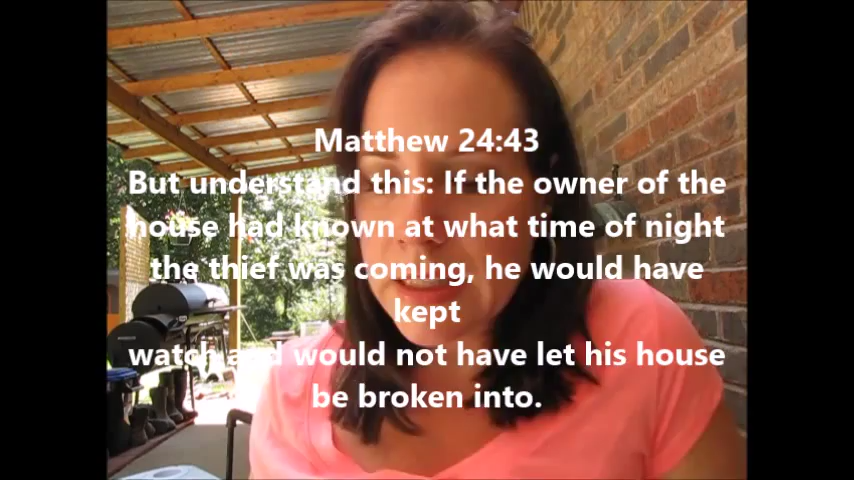 Matthew 24:43
But understand this: If the owner of the
house had known at what time of night
the thief was coming, he would have
kept
watch and would not have let his house
be broken into.